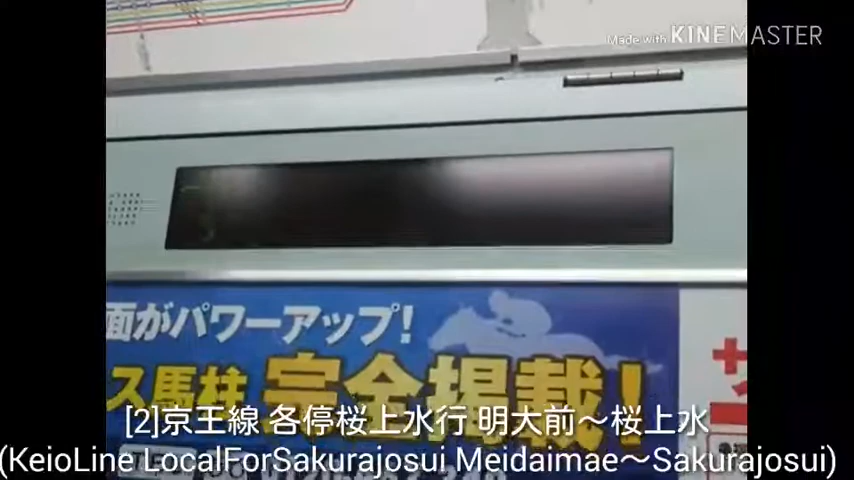 Made with KINEMASTER
面がパワーアップ!
ス馬柱完全掲載!
[2]京王線 各停桜上水行 明大前〜桜上水
(KeioLine LocalForSakurajosui Meidaimae〜Sakurajosui)